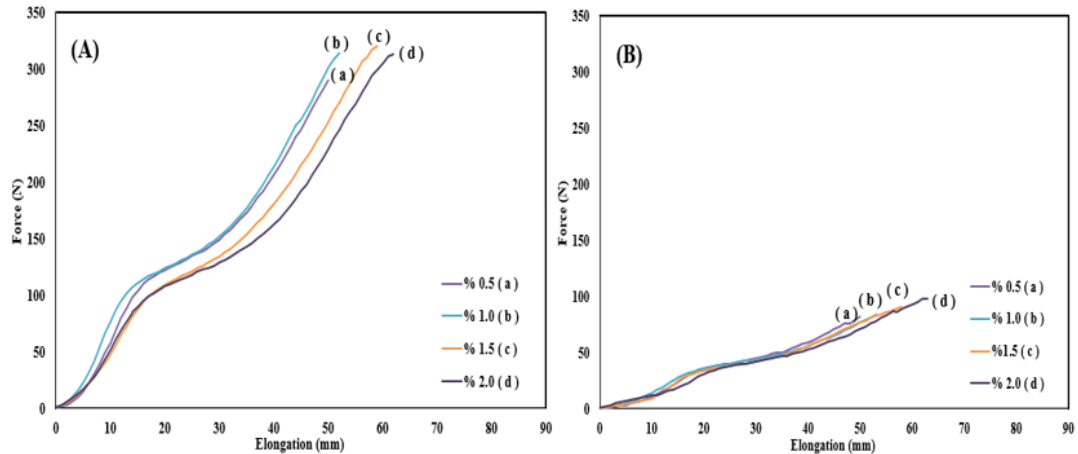 350
300
250
200
150
100
50
0
Force (N)
(A)
(b)
(c)
(a)
(d)
% 0.5 ( a )
% 1.0 ( b )
% 1.5 ( c )
% 2.0 ( d )
0 10 20 30 40 50 60 70 80 90
Elongation (mm)
350
300
250
200
150
100
50
0
Force (N)
(B)
(a)
(b)
(c)
(d)
% 0.5 ( a )
% 1.0 ( b )
%1.5 ( c )
% 2.0 ( d )
0 10 20 30 40 50 60 70 80 90
Elongation (mm)